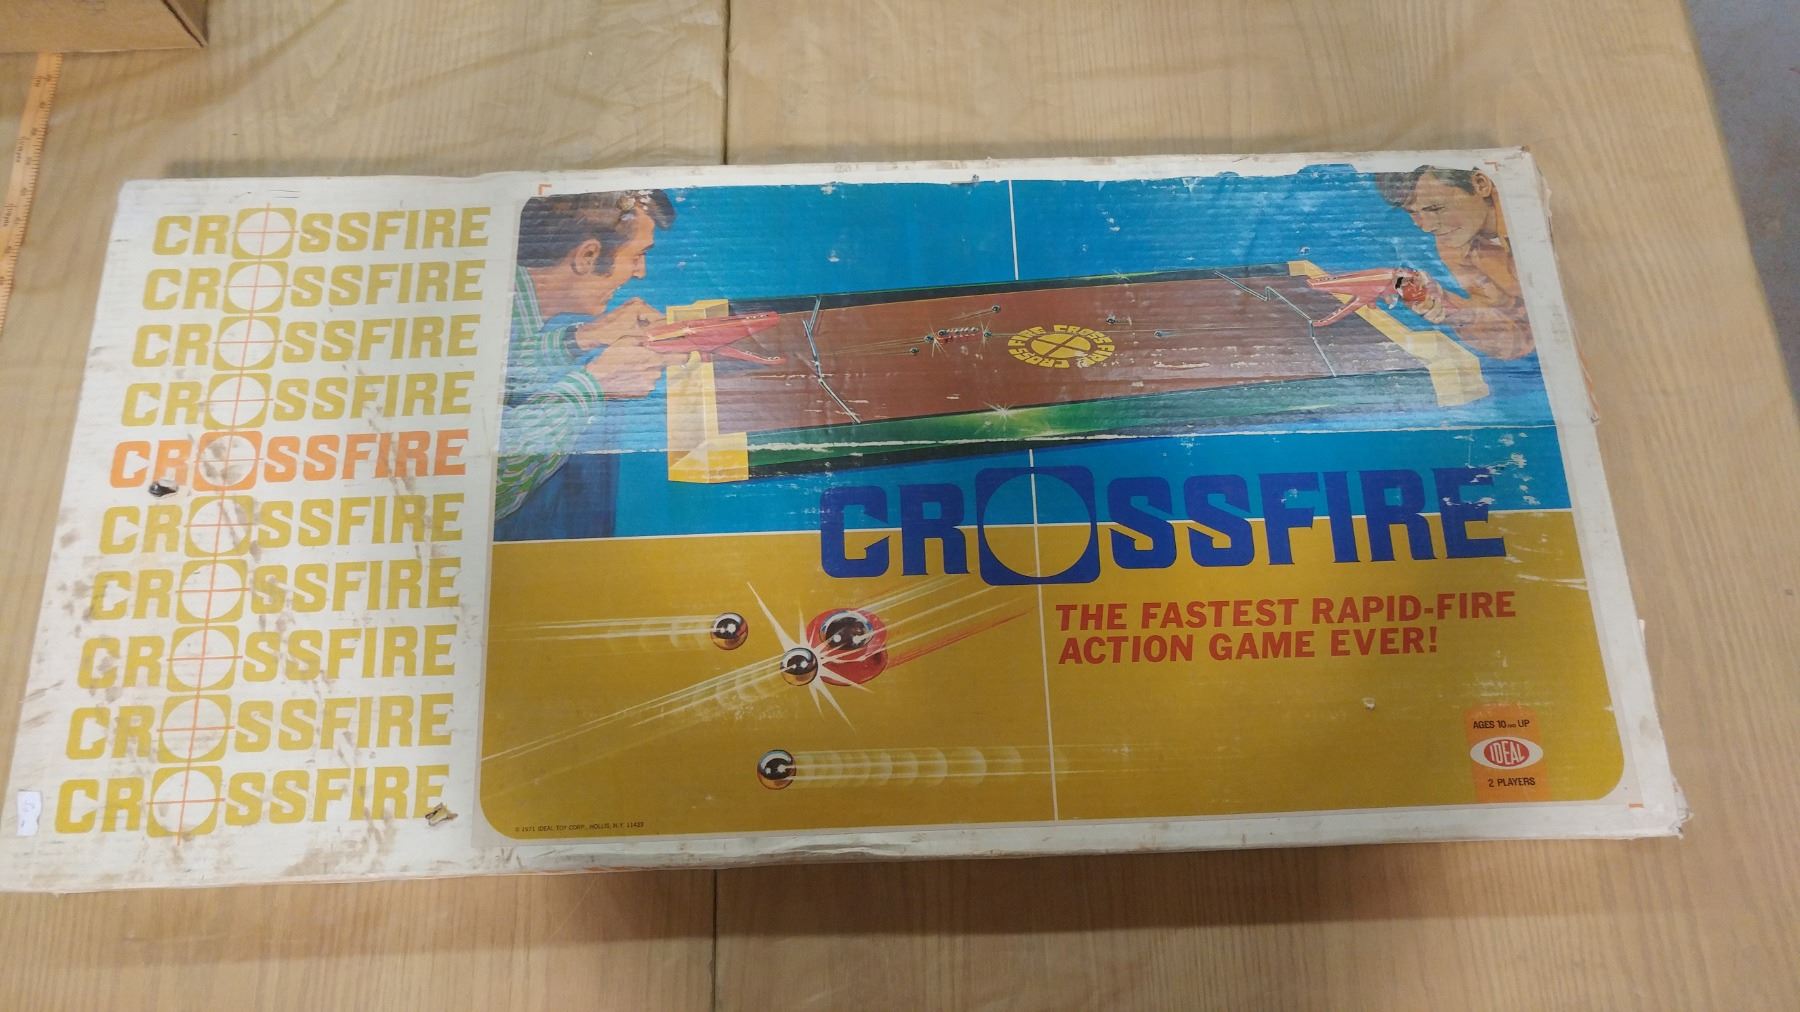 CROSSFIRE
CROSSFIRE
CROSSFIRE
CROSSFIRE
CROSSFIRE
CROSSFIRE
CROSSFIRE
CROSSFIRE
CROSSFIRE
CROSSFIRE
CROSSFIRE CROSSFIRE
CROSSFIRE
THE FASTEST RAPID-FIRE
ACTION GAME EVER!
AGES 10 AND UP
IDEAL
2 PLAYERS
© 1971 IDEAL TOY CORP., HOLLIS, N.Y. 11423